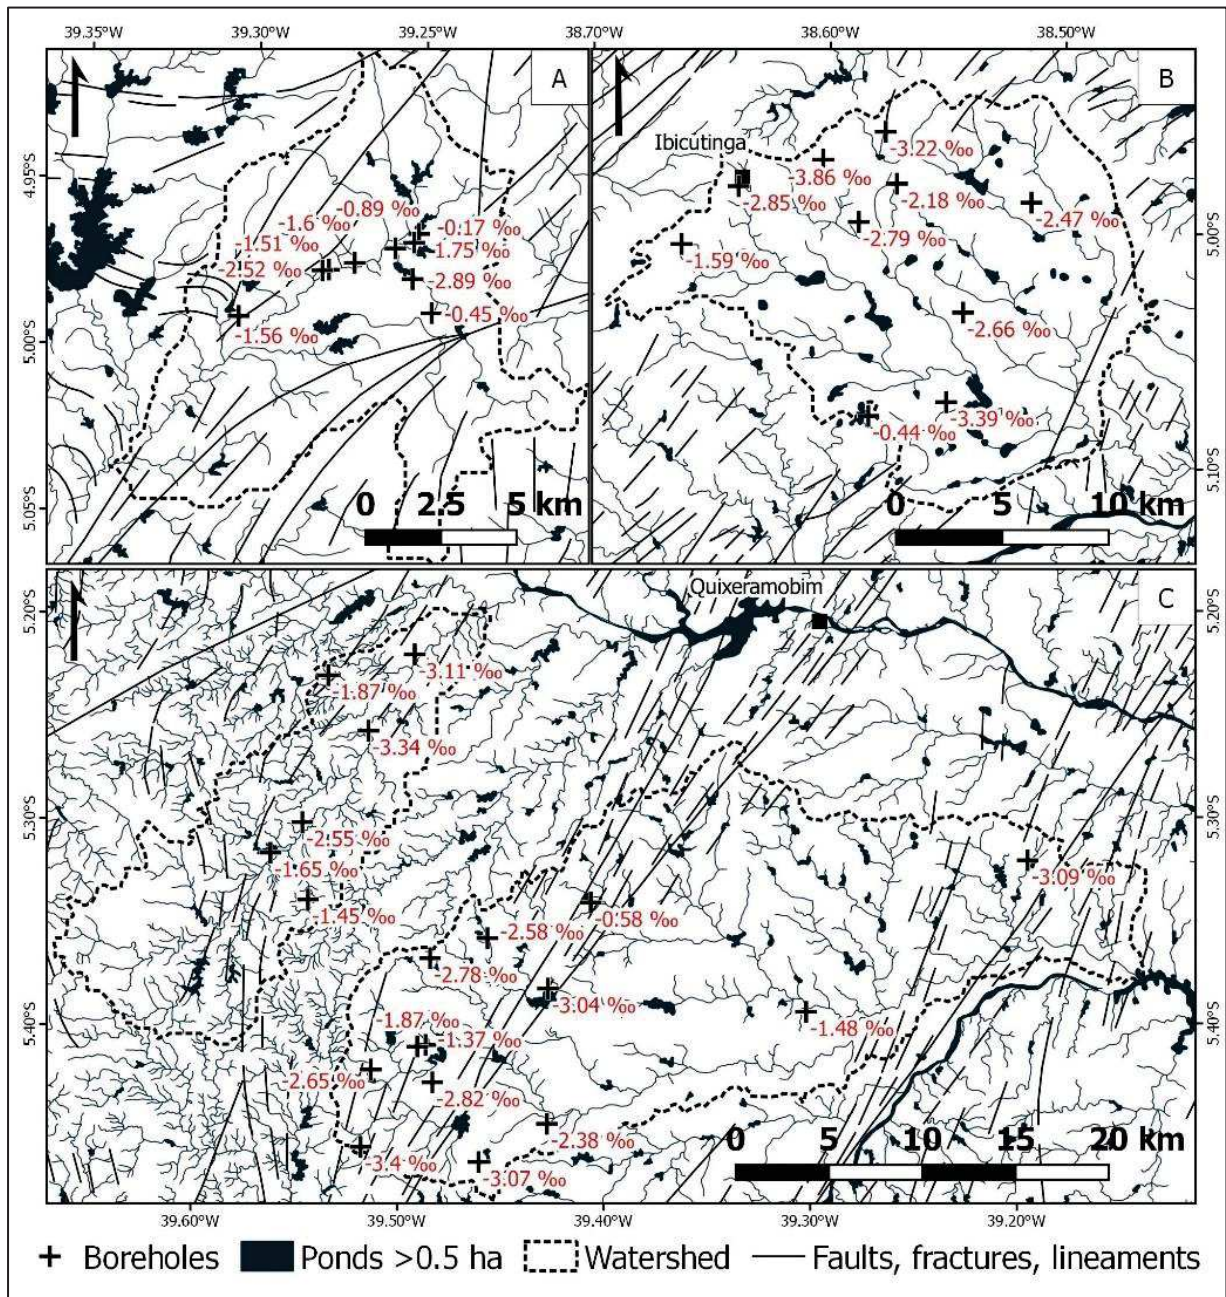 39.35°W 39.30°W 39.25°W 38.70°W 38.60°W 38.50°W
A
B
4.95°S
5.00°S
5.05°S
-0.89 ‰
-1.6 ‰
-0.17 ‰
-1.51 ‰
-1.75 ‰
-2.52 ‰
-2.89 ‰
-0.45 ‰
-1.56 ‰
0 2.5 5 km
Ibicutinga
-3.22 ‰
-3.86 ‰
-2.85 ‰
-2.18 ‰
-2.47 ‰
-2.79 ‰
-1.59 ‰
-2.66 ‰
-3.39 ‰
-0.44 ‰
5.00°S
5.10°S
0 5 10 km
Quixeramobim
C
5.20°S 5.20°S
-3.11 ‰
-1.87 ‰
-3.34 ‰
5.30°S 5.30°S
-2.55 ‰
-1.65 ‰
-3.09 ‰
-1.45 ‰
-0.58 ‰
-2.58 ‰
-2.78 ‰
-3.04 ‰
5.40°S 5.40°S
-1.87 ‰
-1.48 ‰
-1.37 ‰
-2.65 ‰
-2.82 ‰
-2.38 ‰
-3.4 ‰
-3.07 ‰
0 5 10 15 20 km
39.60°W 39.50°W 39.40°W 39.30°W 39.20°W
Boreholes Ponds >0.5 ha Watershed Faults, fractures, lineaments